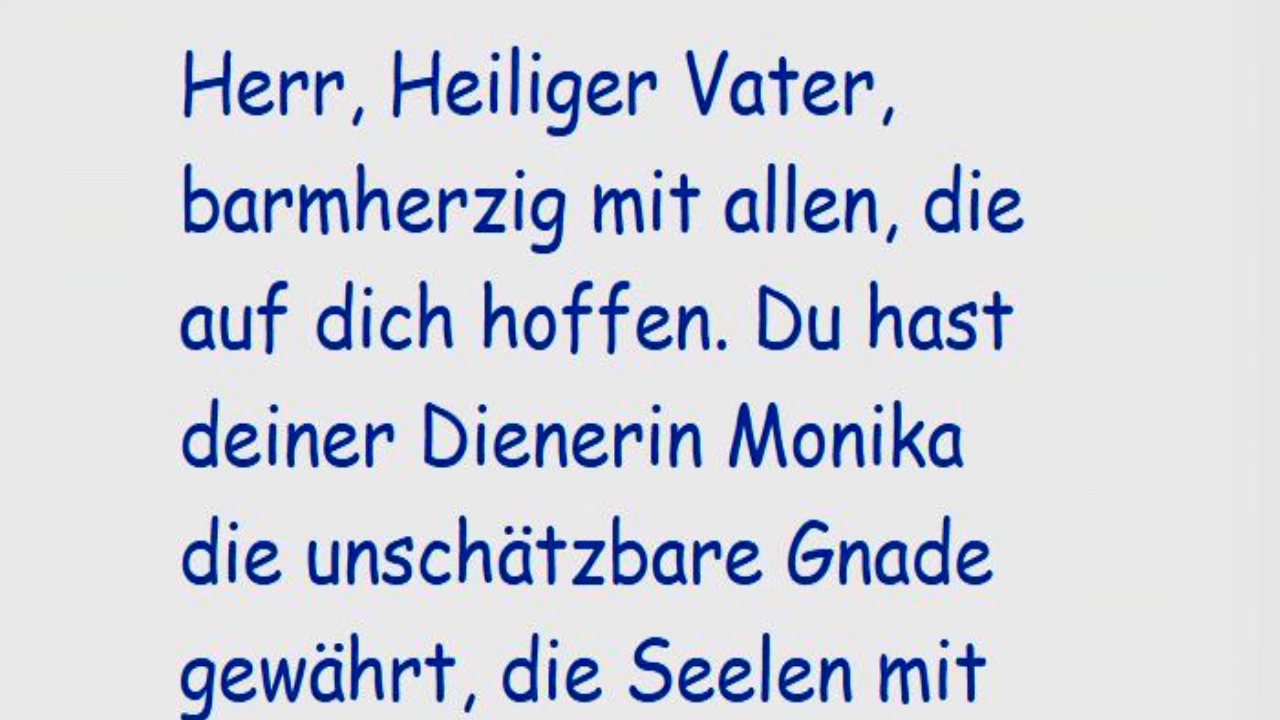 Herr, Heiliger Vater,
barmherzig mit allen, die
auf dich hoffen. Du hast
deiner Dienerin Monika
die unschätzbare Gnade
gewährt, die Seelen mit